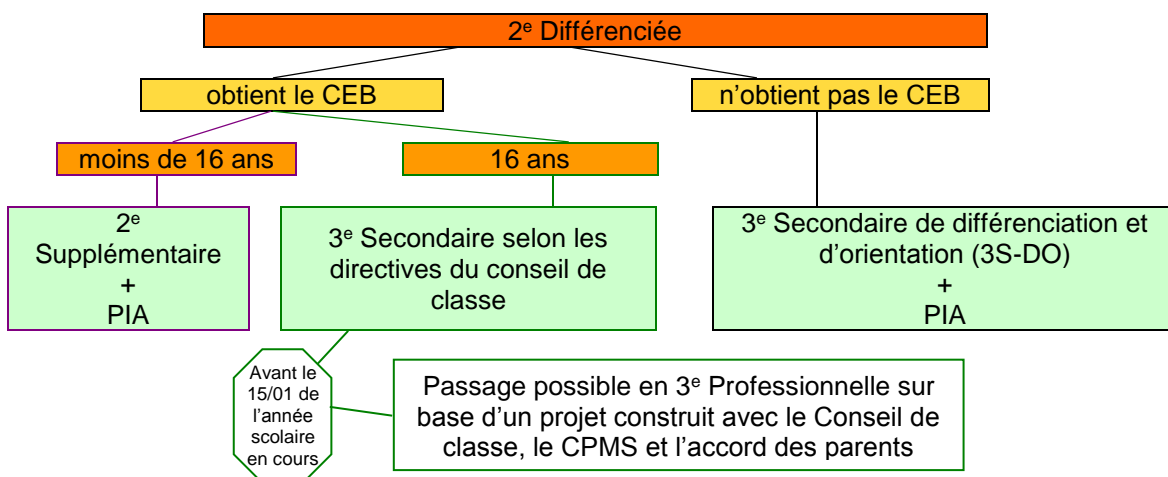 2e Différenciée
obtient le CEB
n’obtient pas le CEB
moins de 16 ans
16 ans
2e
Supplémentaire
+
PIA
3e Secondaire selon les
directives du conseil de
classe
3e Secondaire de différenciation et
d’orientation (3S-DO)
+
PIA
Avant le
15/01 de
l’année
scolaire
en cours
Passage possible en 3e Professionnelle sur
base d’un projet construit avec le Conseil de
classe, le CPMS et l’accord des parents